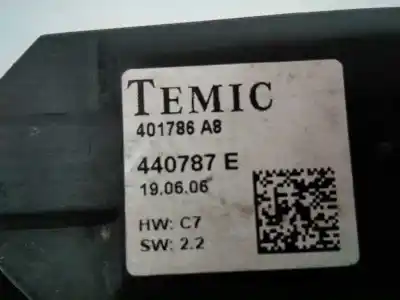 TEMIC
401786 A8
440787 E
19.06.06
HW: C7
SW: 2.2